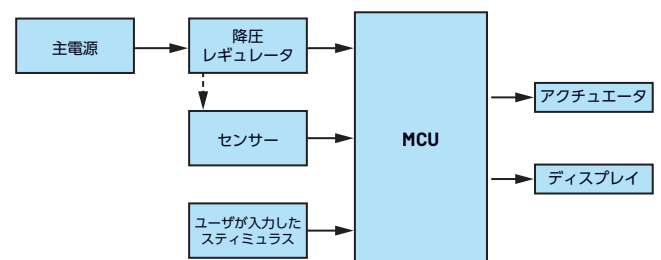 主電源
降圧
レギュレータ
センサー
ユーザが入力した
スティミュラス
MCU
アクチュエータ
ディスプレイ